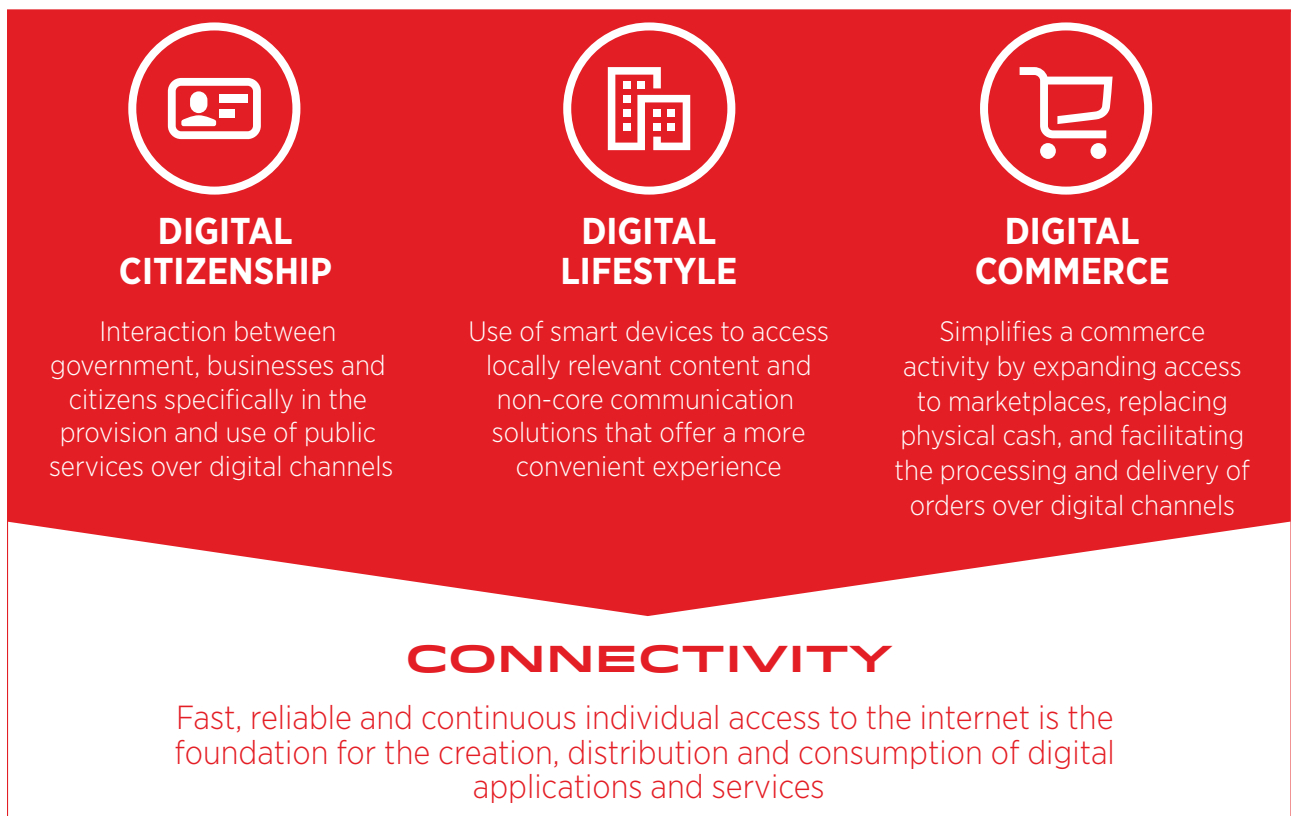 DIGITAL
CITIZENSHIP
Interaction between
government, businesses and
citizens specifically in the
provision and use of public
services over digital channels
DIGITAL
LIFESTYLE
Use of smart devices to access
locally relevant content and
non-core communication
solutions that offer a more
convenient experience
DIGITAL
COMMERCE
Simplifies a commerce
activity by expanding access
to marketplaces, replacing
physical cash, and facilitating
the processing and delivery of
orders over digital channels
CONNECTIVITY
Fast, reliable and continuous individual access to the internet is the
foundation for the creation, distribution and consumption of digital
applications and services